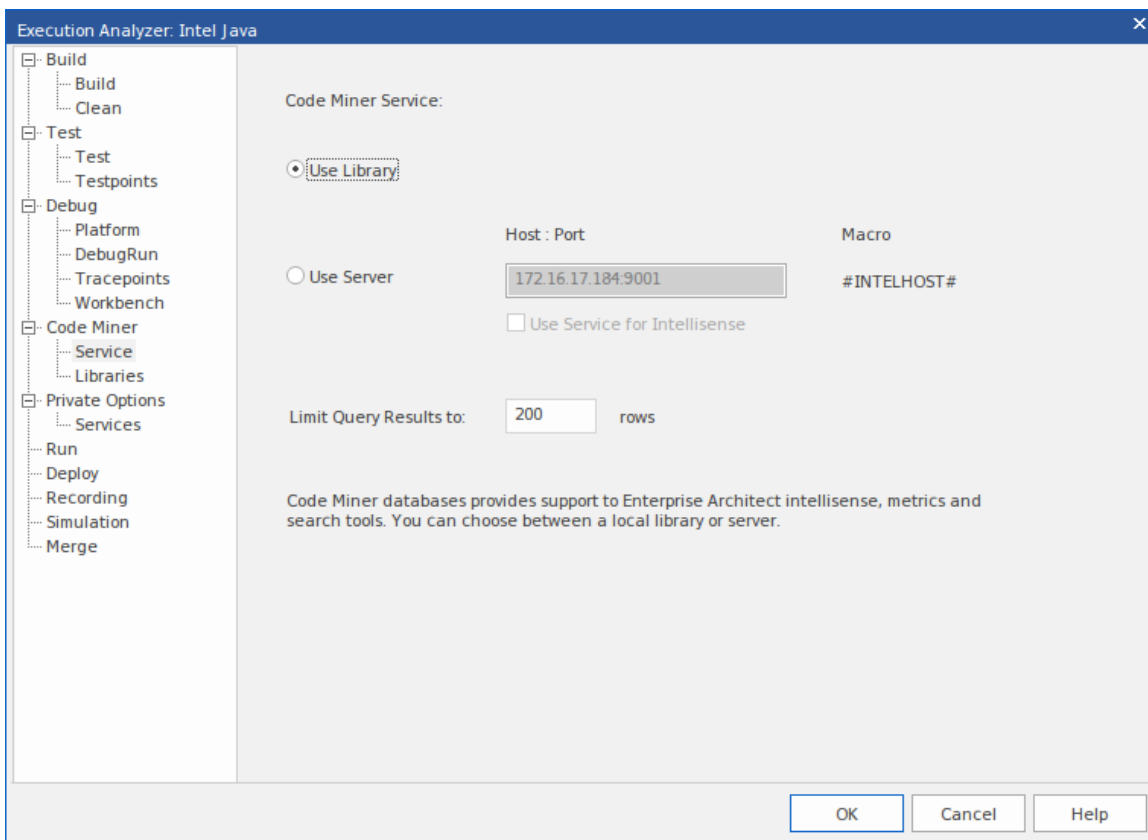 Execution Analyzer: Intel Java
Build
Build
Clean
Test
Test
Testpoints
Debug
Platform
DebugRun
Tracepoints
Workbench
Code Miner
Service
Libraries
Private Options
Services
Run
Deploy
Recording
Simulation
Merge
Code Miner Service:
Use Library
Host : Port
Macro
Use Server
172.16.17.184:9001
#INTELHOST#
Use Service for Intellisense
Limit Query Results to:
200
rows
Code Miner databases provides support to Enterprise Architect intellisense, metrics and
search tools. You can choose between a local library or server.
OK
Cancel
Help